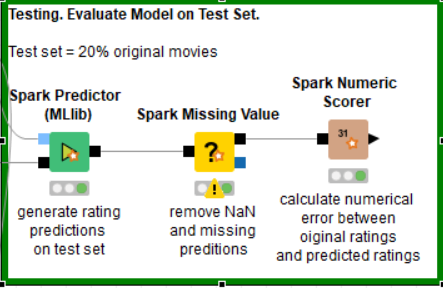 Testing. Evaluate Model on Test Set.
Test set = 20% original movies
Spark Predictor
(MLlib)
Spark Missing Value
Spark Numeric
Scorer
?
31
!
generate rating
predictions
on test set
remove NaN
and missing
preditions
calculate numerical
error between
oiginal ratings
and predicted ratings